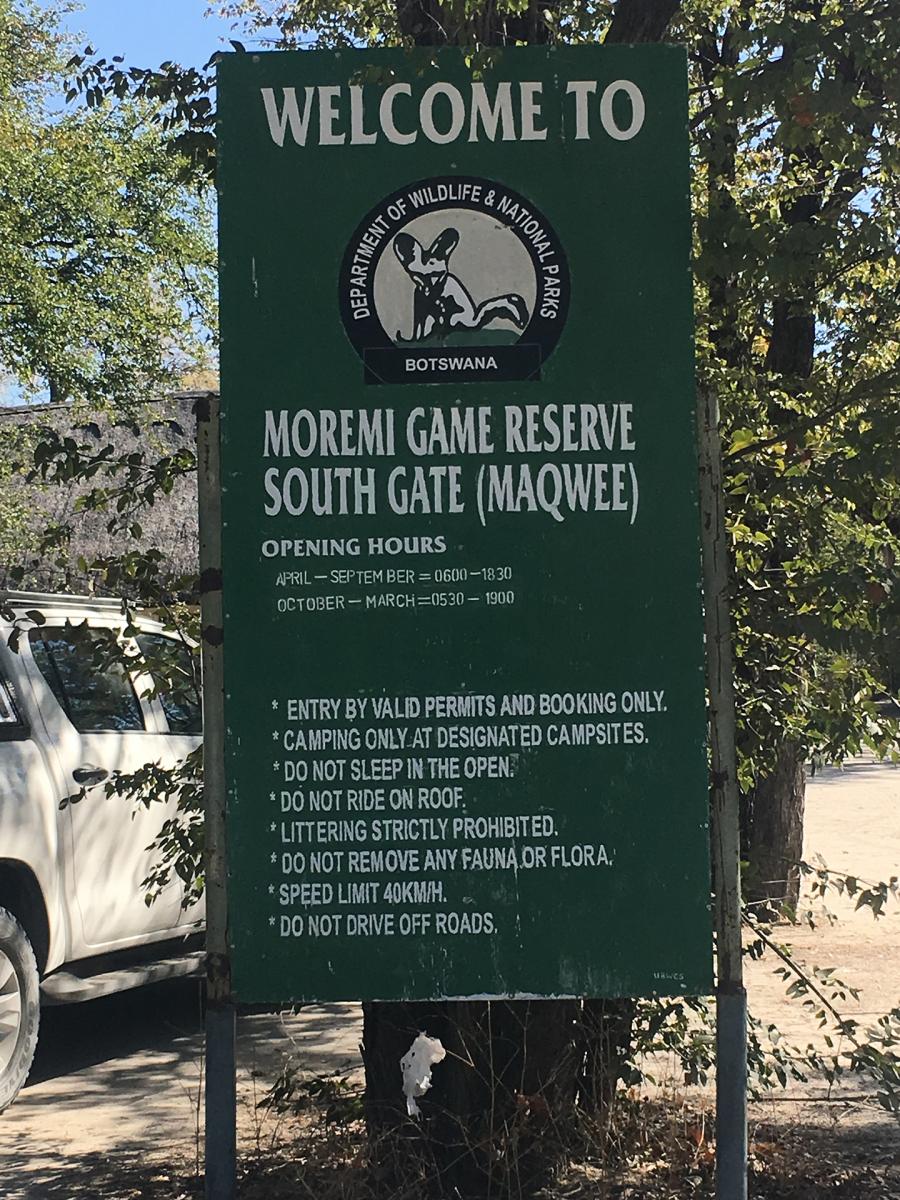 WELCOME TO
DEPARTMENT OF WILDLIFE & NATIONAL PARKS
BOTSWANA
MOREMI GAME RESERVE
SOUTH GATE (MAQWEE)
OPENING HOURS
APRIL - SEPTEMBER = 0600-1830
OCTOBER - MARCH = 0530 - 1900
* ENTRY BY VALID PERMITS AND BOOKING ONLY.
* CAMPING ONLY AT DESIGNATED CAMPSITES.
* DO NOT SLEEP IN THE OPEN.
* DO NOT RIDE ON ROOF.
* LITTERING STRICTLY PROHIBITED.
* DO NOT REMOVE ANY FAUNA,OR FLORA.
* SPEED LIMIT 40KM/H.
* DO NOT DRIVE OFF ROADS.